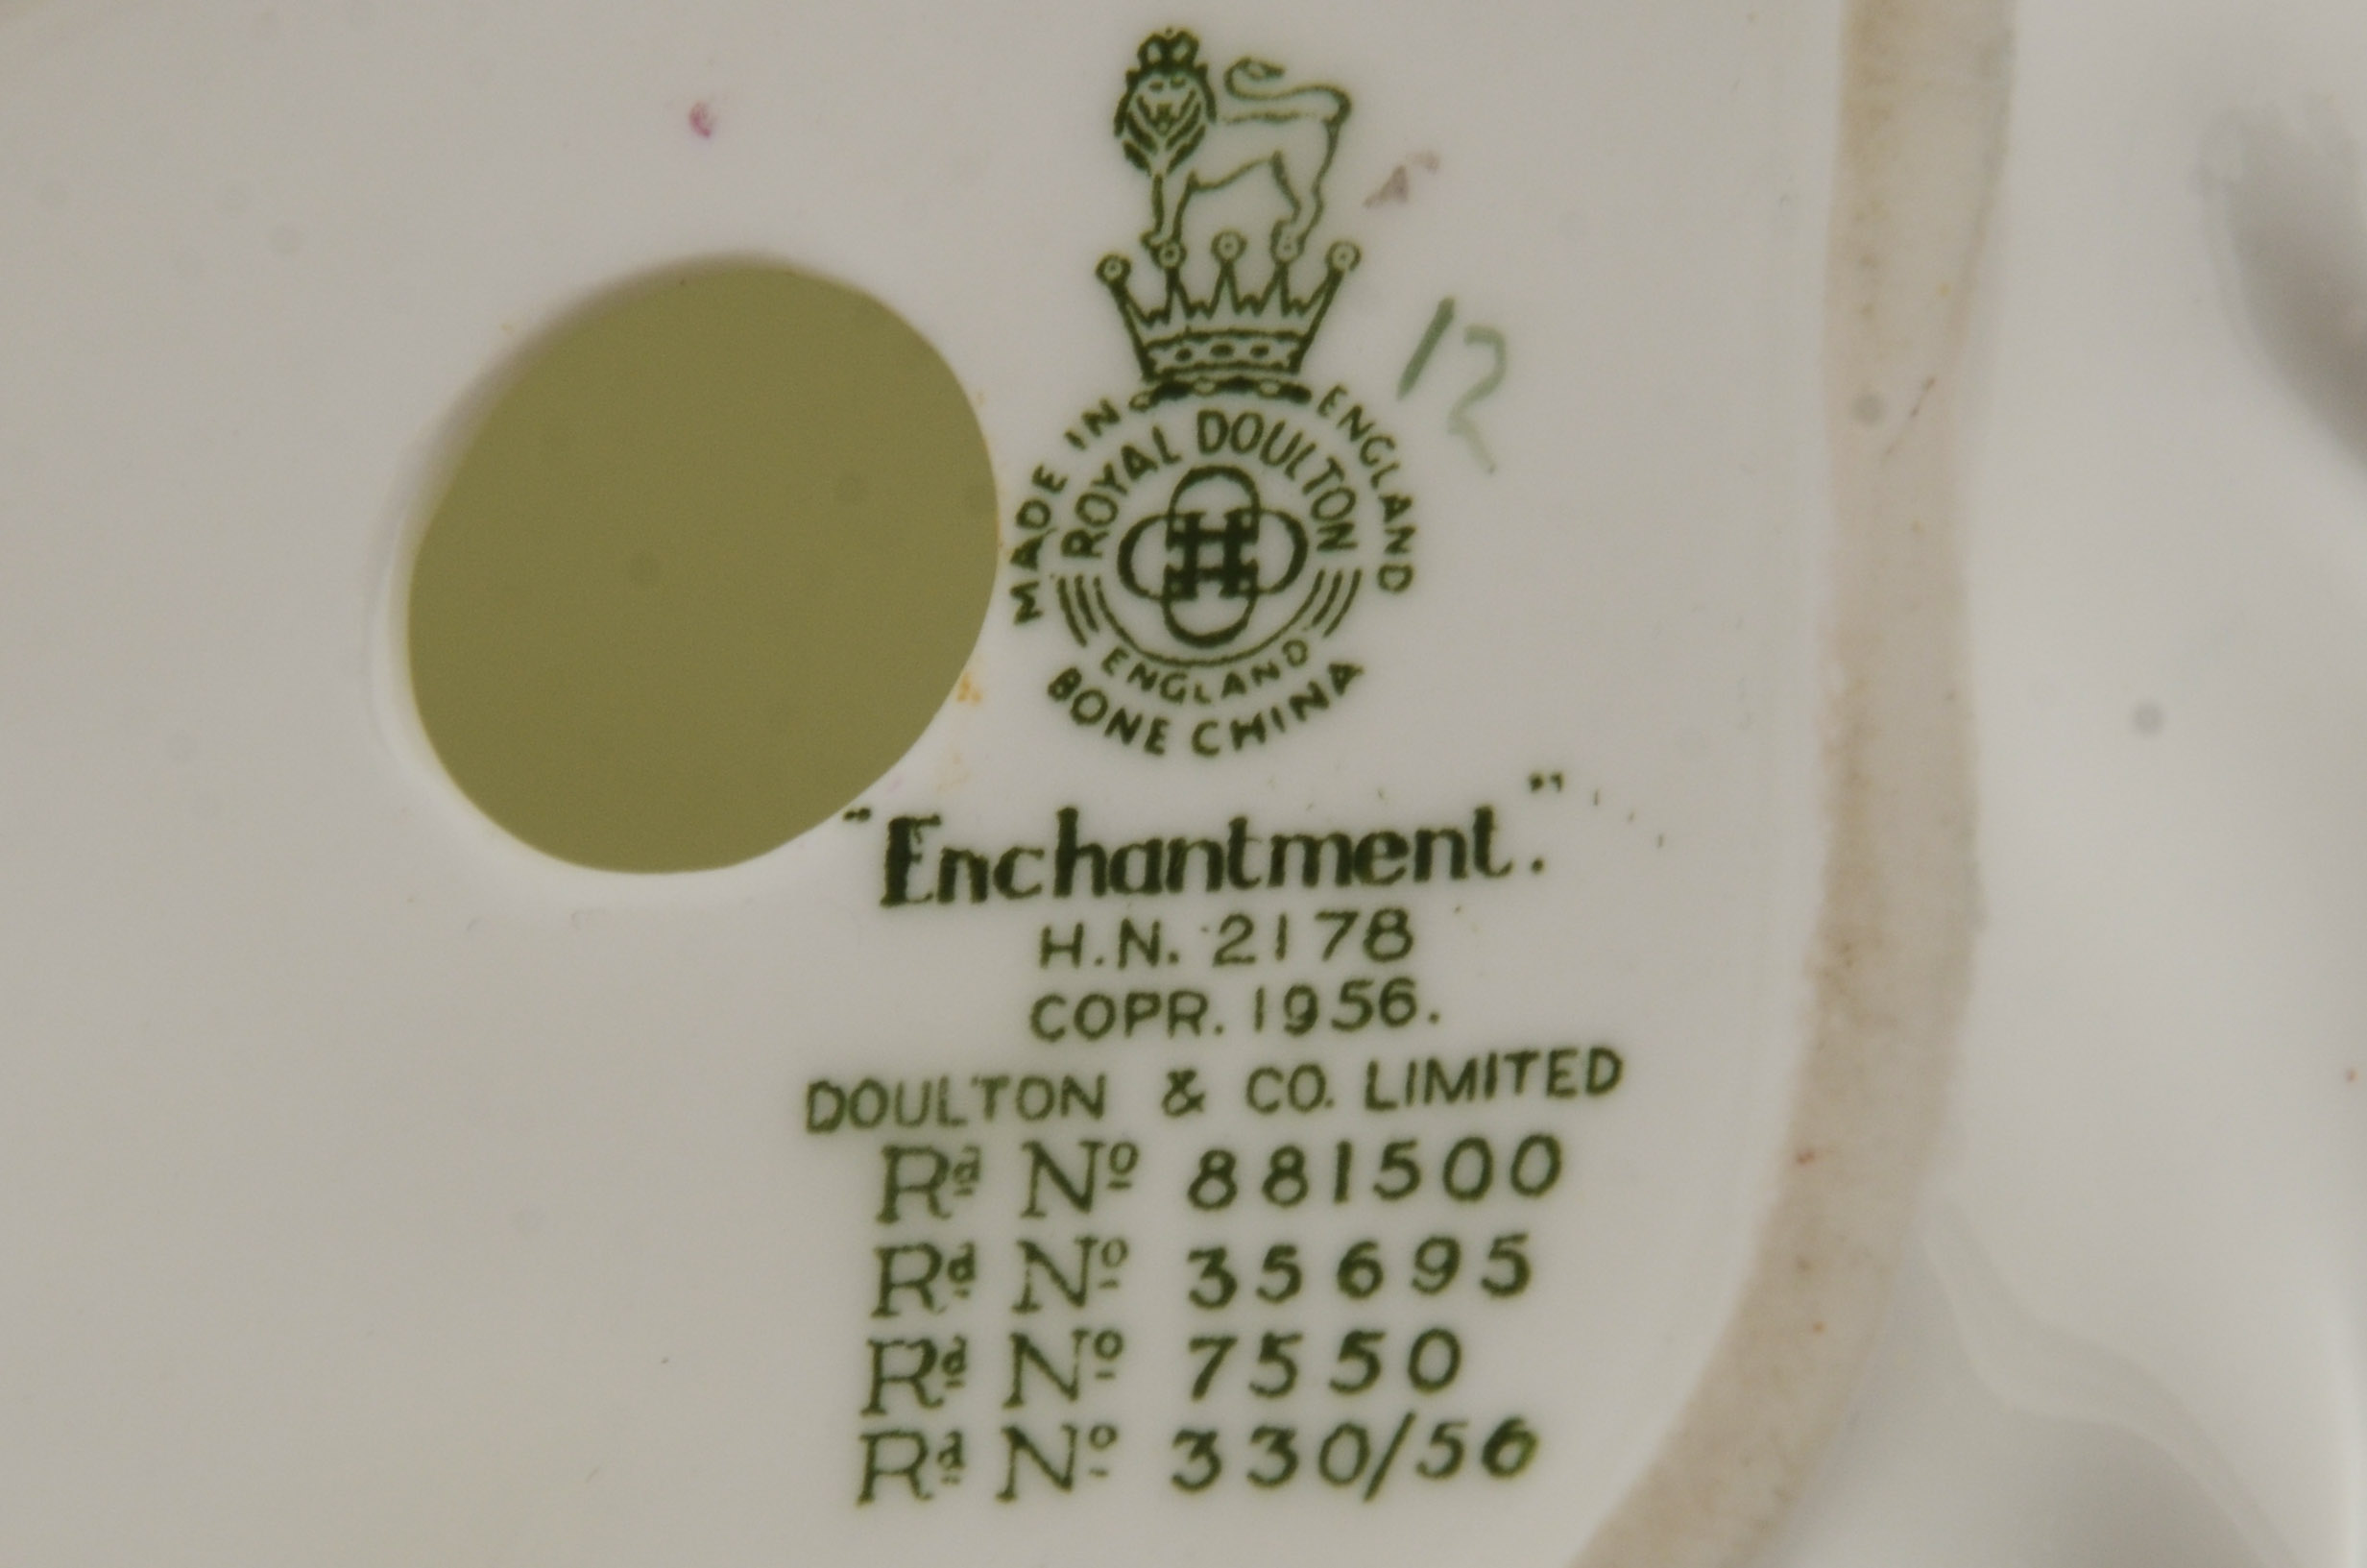 12
MADE IN ENGLAND
ROYAL DOULTON
ENGLAND
BONE CHINA
"Enchantment."
H.N. 2178
COPR. 1956.
DOULTON & CO. LIMITED
Rᵈ Nº 881500
Rᵈ Nº 35695
Rᵈ Nº 7550
Rᵈ Nº 330/56